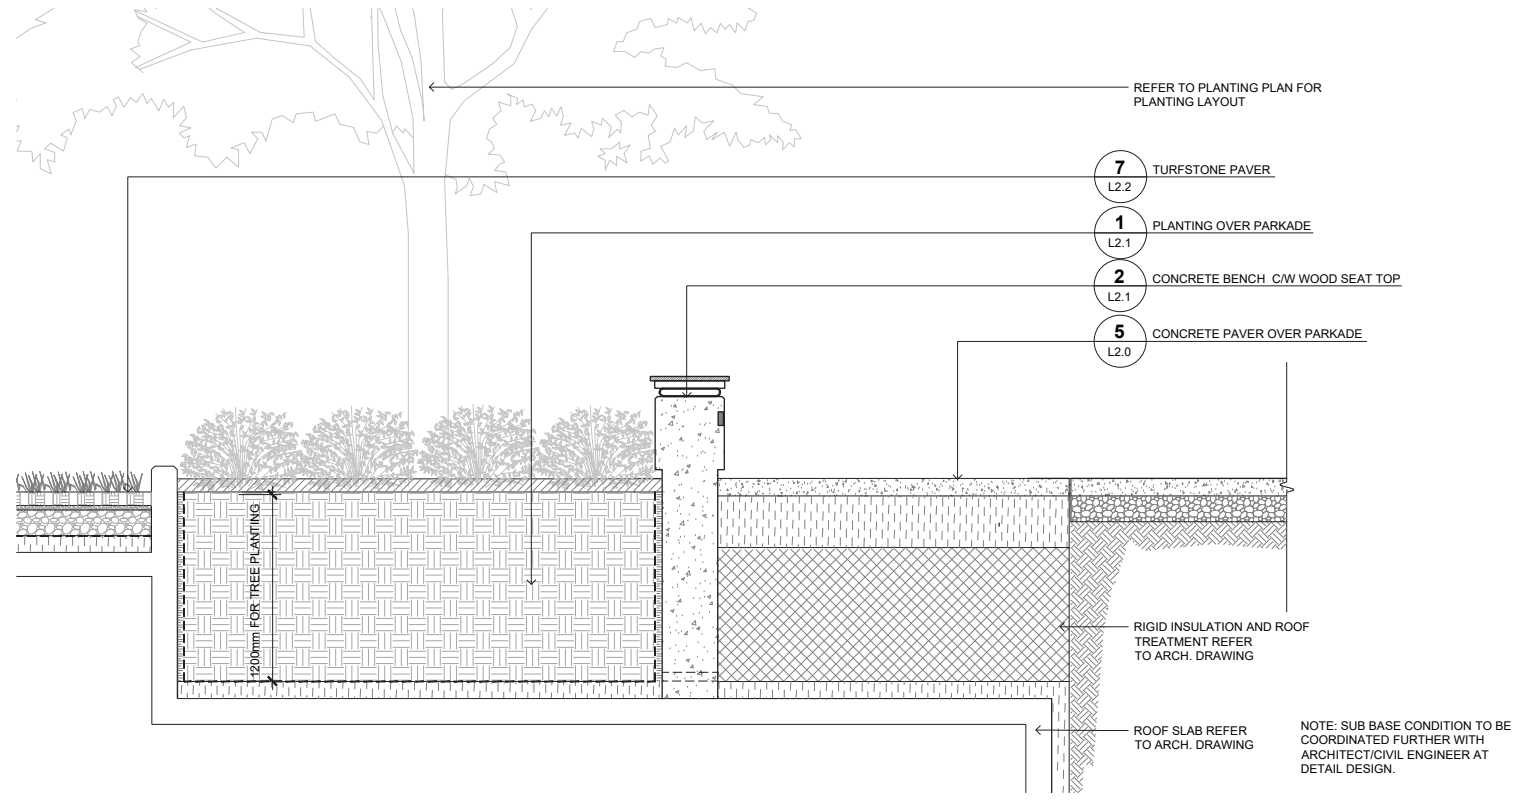 REFER TO PLANTING PLAN FOR
PLANTING LAYOUT
7
L2.2
TURFSTONE PAVER
1
L2.1
PLANTING OVER PARKADE
2
L2.1
CONCRETE BENCH C/W WOOD SEAT TOP
5
L2.0
CONCRETE PAVER OVER PARKADE
1200mm FOR TREE PLANTING
RIGID INSULATION AND ROOF
TREATMENT REFER
TO ARCH. DRAWING
ROOF SLAB REFER
TO ARCH. DRAWING
NOTE: SUB BASE CONDITION TO BE
COORDINATED FURTHER WITH
ARCHITECT/CIVIL ENGINEER AT
DETAIL DESIGN.